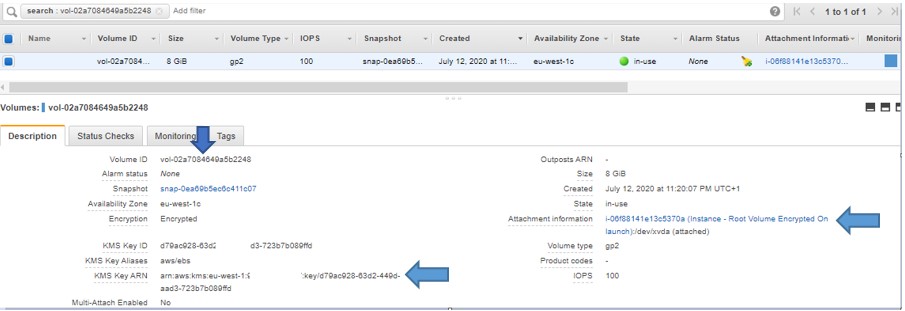 search : vol-02a7084649a5b2248 Add filter 1 to 1 of 1
Name Volume ID Size Volume Type IOPS Snapshot Created Availability Zone State Alarm Status Attachment Informati Monitorin
vol-02a7084... 8 GiB gp2 100 snap-0ea69b5... July 12, 2020 at 11:... eu-west-1c in-use None i-06f88141e13c5370...
Volumes: vol-02a7084649a5b2248
Description Status Checks Monitoring Tags
Volume ID vol-02a7084649a5b2248 Outposts ARN -
Alarm status None Size 8 GiB
Snapshot snap-0ea69b5ec6c411c07 Created July 12, 2020 at 11:20:07 PM UTC+1
Availability Zone eu-west-1c State in-use
Encryption Encrypted Attachment information i-06f88141e13c5370a (Instance - Root Volume Encrypted On
launch):/dev/xvda (attached)
KMS Key ID d79ac928-63d2 d3-723b7b089ffd Volume type gp2
KMS Key Aliases aws/ebs Product codes -
KMS Key ARN arn:aws:kms:eu-west-1:9 :key/d79ac928-63d2-449d- IOPS 100
aad3-723b7b089ffd
Multi-Attach Enabled No